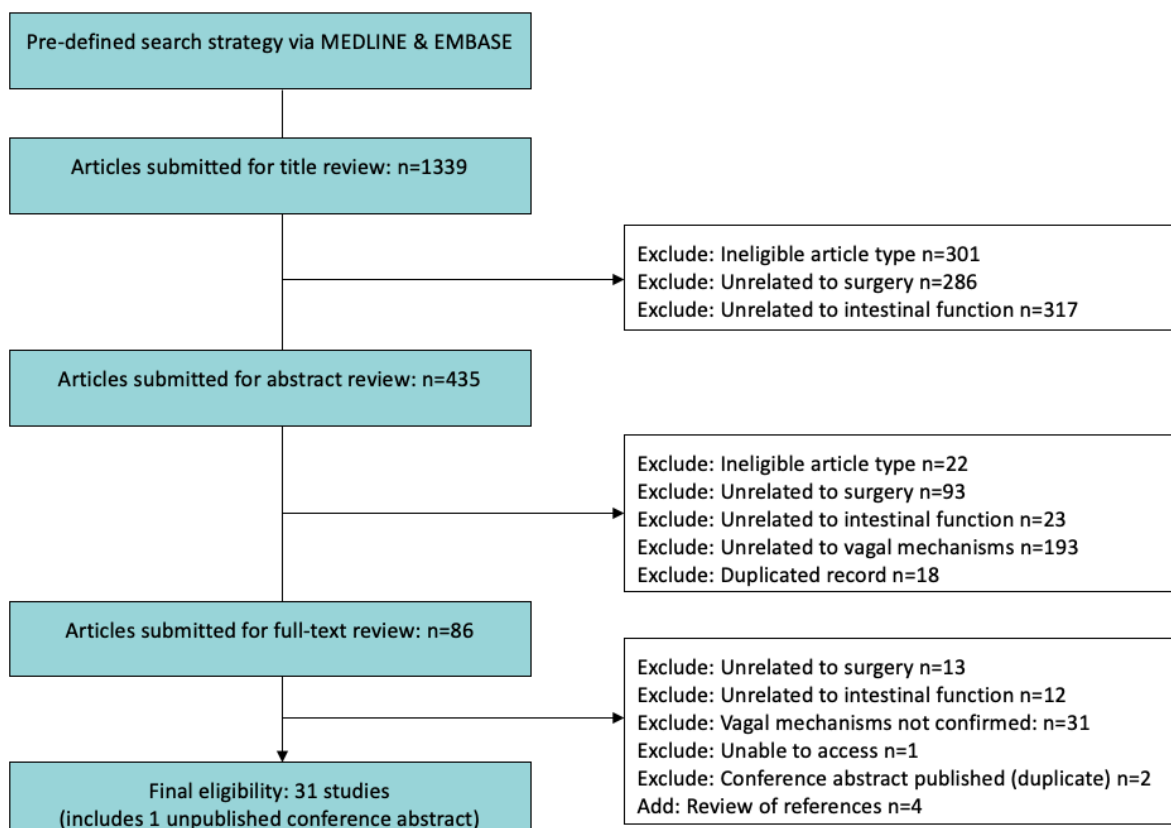 Pre-defined search strategy via MEDLINE & EMBASE
Articles submitted for title review: n=1339
Exclude: Ineligible article type n=301
Exclude: Unrelated to surgery n=286
Exclude: Unrelated to intestinal function n=317
Articles submitted for abstract review: n=435
Exclude: Ineligible article type n=22
Exclude: Unrelated to surgery n=93
Exclude: Unrelated to intestinal function n=23
Exclude: Unrelated to vagal mechanisms n=193
Exclude: Duplicated record n=18
Articles submitted for full-text review: n=86
Exclude: Unrelated to surgery n=13
Exclude: Unrelated to intestinal function n=12
Exclude: Vagal mechanisms not confirmed: n=31
Exclude: Unable to access n=1
Exclude: Conference abstract published (duplicate) n=2
Add: Review of references n=4
Final eligibility: 31 studies
(includes 1 unpublished conference abstract)